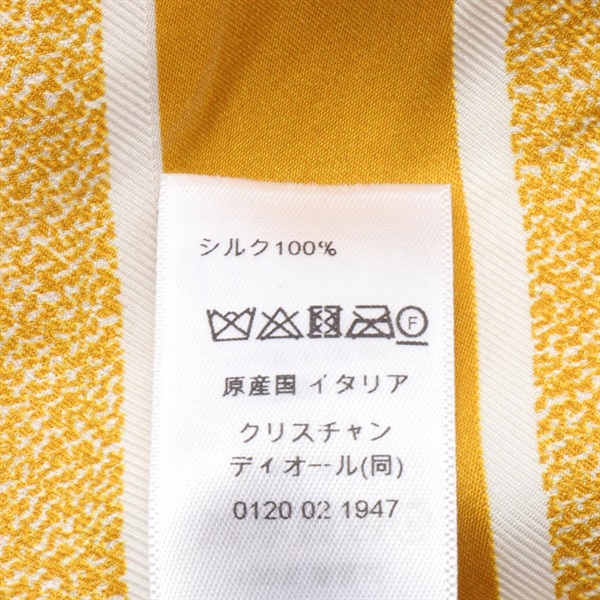 シルク100%
F
原産国 イタリア
クリスチャン
ディオール(同)
0120 02 1947